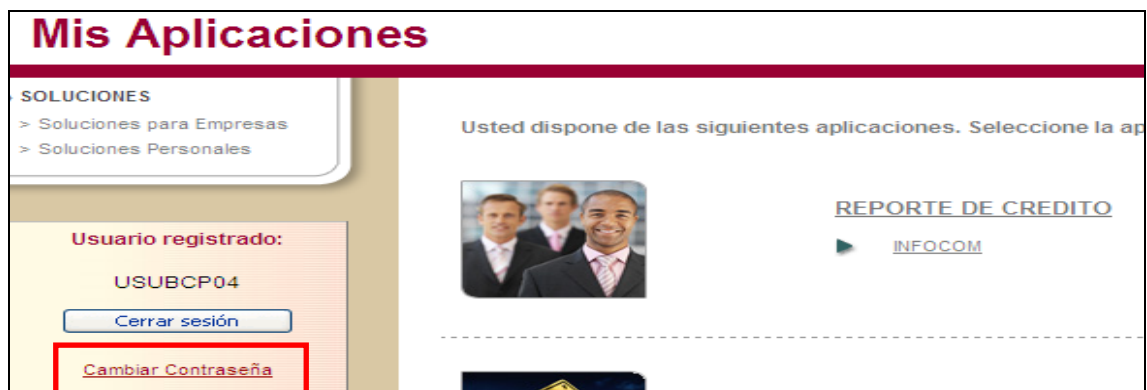 Mis Aplicaciones
SOLUCIONES
> Soluciones para Empresas
> Soluciones Personales
Usuario registrado:
USUBCP04
Cerrar sesión
Cambiar Contraseña
Usted dispone de las siguientes aplicaciones. Seleccione la ap
REPORTE DE CREDITO
INFOCOM